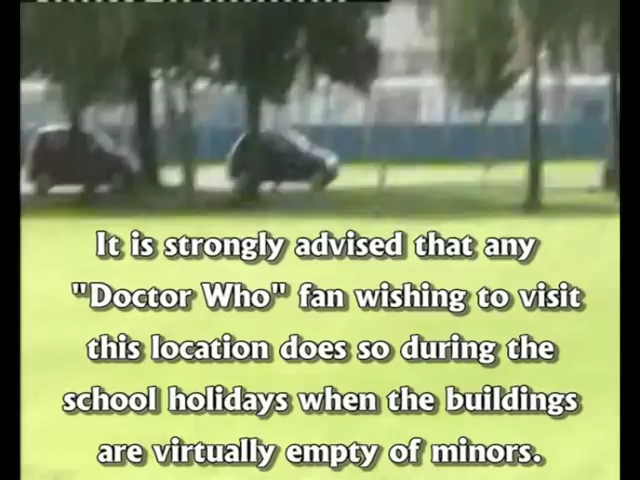 It is strongly advised that any
"Doctor Who" fan wishing to visit
this location does so during the
school holidays when the buildings
are virtually empty of minors.